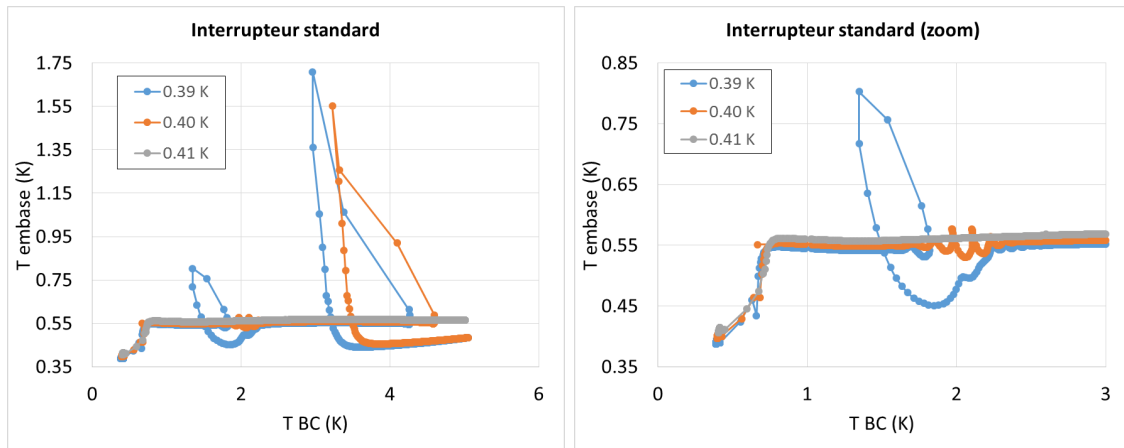 Interrupteur standard
1.75
1.55
1.35
1.15
0.95
0.75
0.55
0.35
T embase (K)
0.39 K
0.40 K
0.41 K
0
2
4
6
T BC (K)
Interrupteur standard (zoom)
0.85
0.75
0.65
0.55
0.45
0.35
T embase (K)
0.39 K
0.40 K
0.41 K
0
1
2
3
T BC (K)